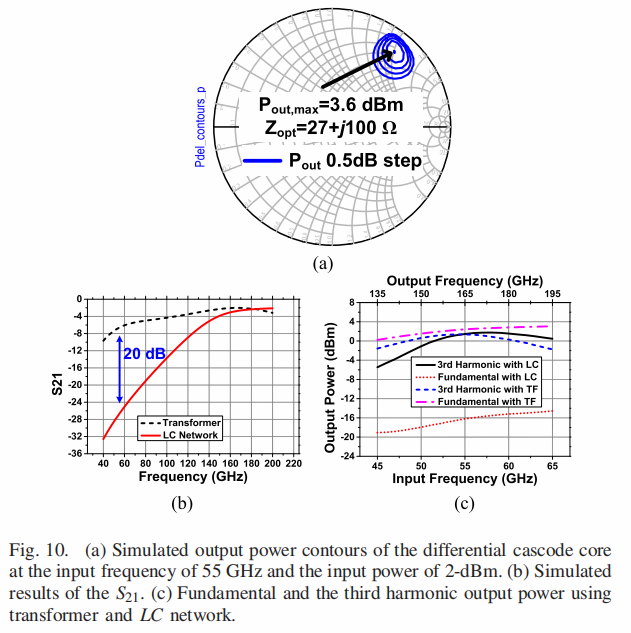 Pdel_contours_p
P_out,max=3.6 dBm
Z_opt=27+j100 Ω
P_out 0.5dB step
(a)
0
-4
-8
-12
-16
-20
-24
-28
-32
-36
S21
20 dB
Transformer
LC Network
40 60 80 100 120 140 160 180 200 220
Frequency (GHz)
(b)
Output Frequency (GHz)
135 150 165 180 195
8
4
0
-4
-8
-12
-16
-20
-24
Output Power (dBm)
3rd Harmonic with LC
Fundamental with LC
3rd Harmonic with TF
Fundamental with TF
45 50 55 60 65
Input Frequency (GHz)
(c)
Fig. 10. (a) Simulated output power contours of the differential cascode core
at the input frequency of 55 GHz and the input power of 2-dBm. (b) Simulated
results of the S21. (c) Fundamental and the third harmonic output power using
transformer and LC network.